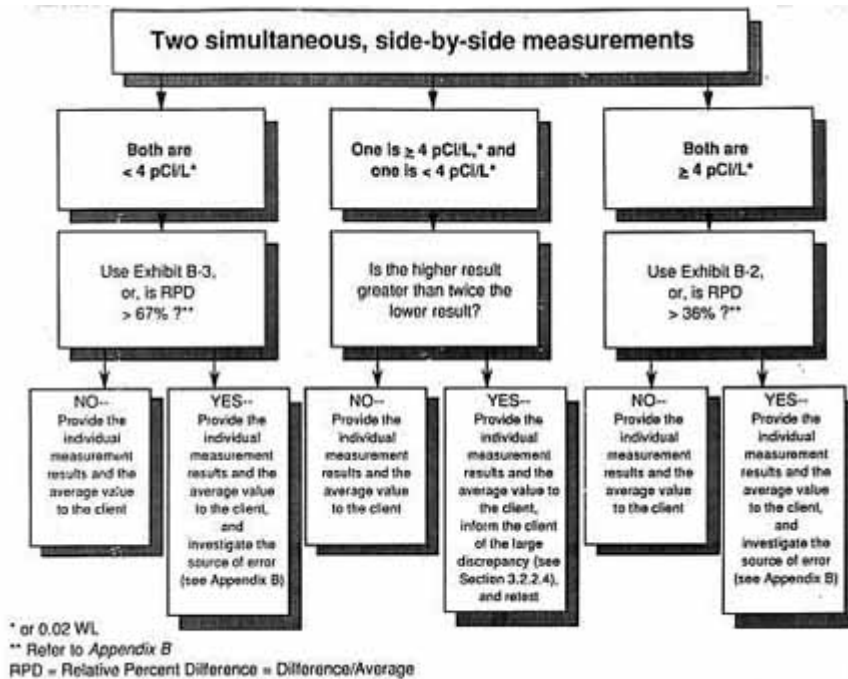 Two simultaneous, side-by-side measurements
Both are
< 4 pCi/L*
One is ≥ 4 pCi/L,* and
one is < 4 pCi/L*
Both are
≥ 4 pCi/L*
Use Exhibit B-3,
or, is RPD
> 67% ?**
Is the higher result
greater than twice the
lower result?
Use Exhibit B-2,
or, is RPD
> 36% ?**
NO--
Provide the
individual
measurement
results and the
average value
to the client
YES--
Provide the
individual
measurement
results and the
average value
to the client,
and
investigate the
source of error
(see Appendix B)
NO--
Provide the
individual
measurement
results and the
average value
to the client
YES--
Provide the
individual
measurement
results and the
average value to
the client,
inform the client
of the large
discrepancy (see
Section 3.2.2.4),
and retest
NO--
Provide the
individual
measurement
results and the
average value
to the client
YES--
Provide the
individual
measurement
results and the
average value
to the client,
and
investigate the
source of error
(see Appendix B)
* or 0.02 WL
** Refer to Appendix B
RPD = Relative Percent Difference = Difference/Average